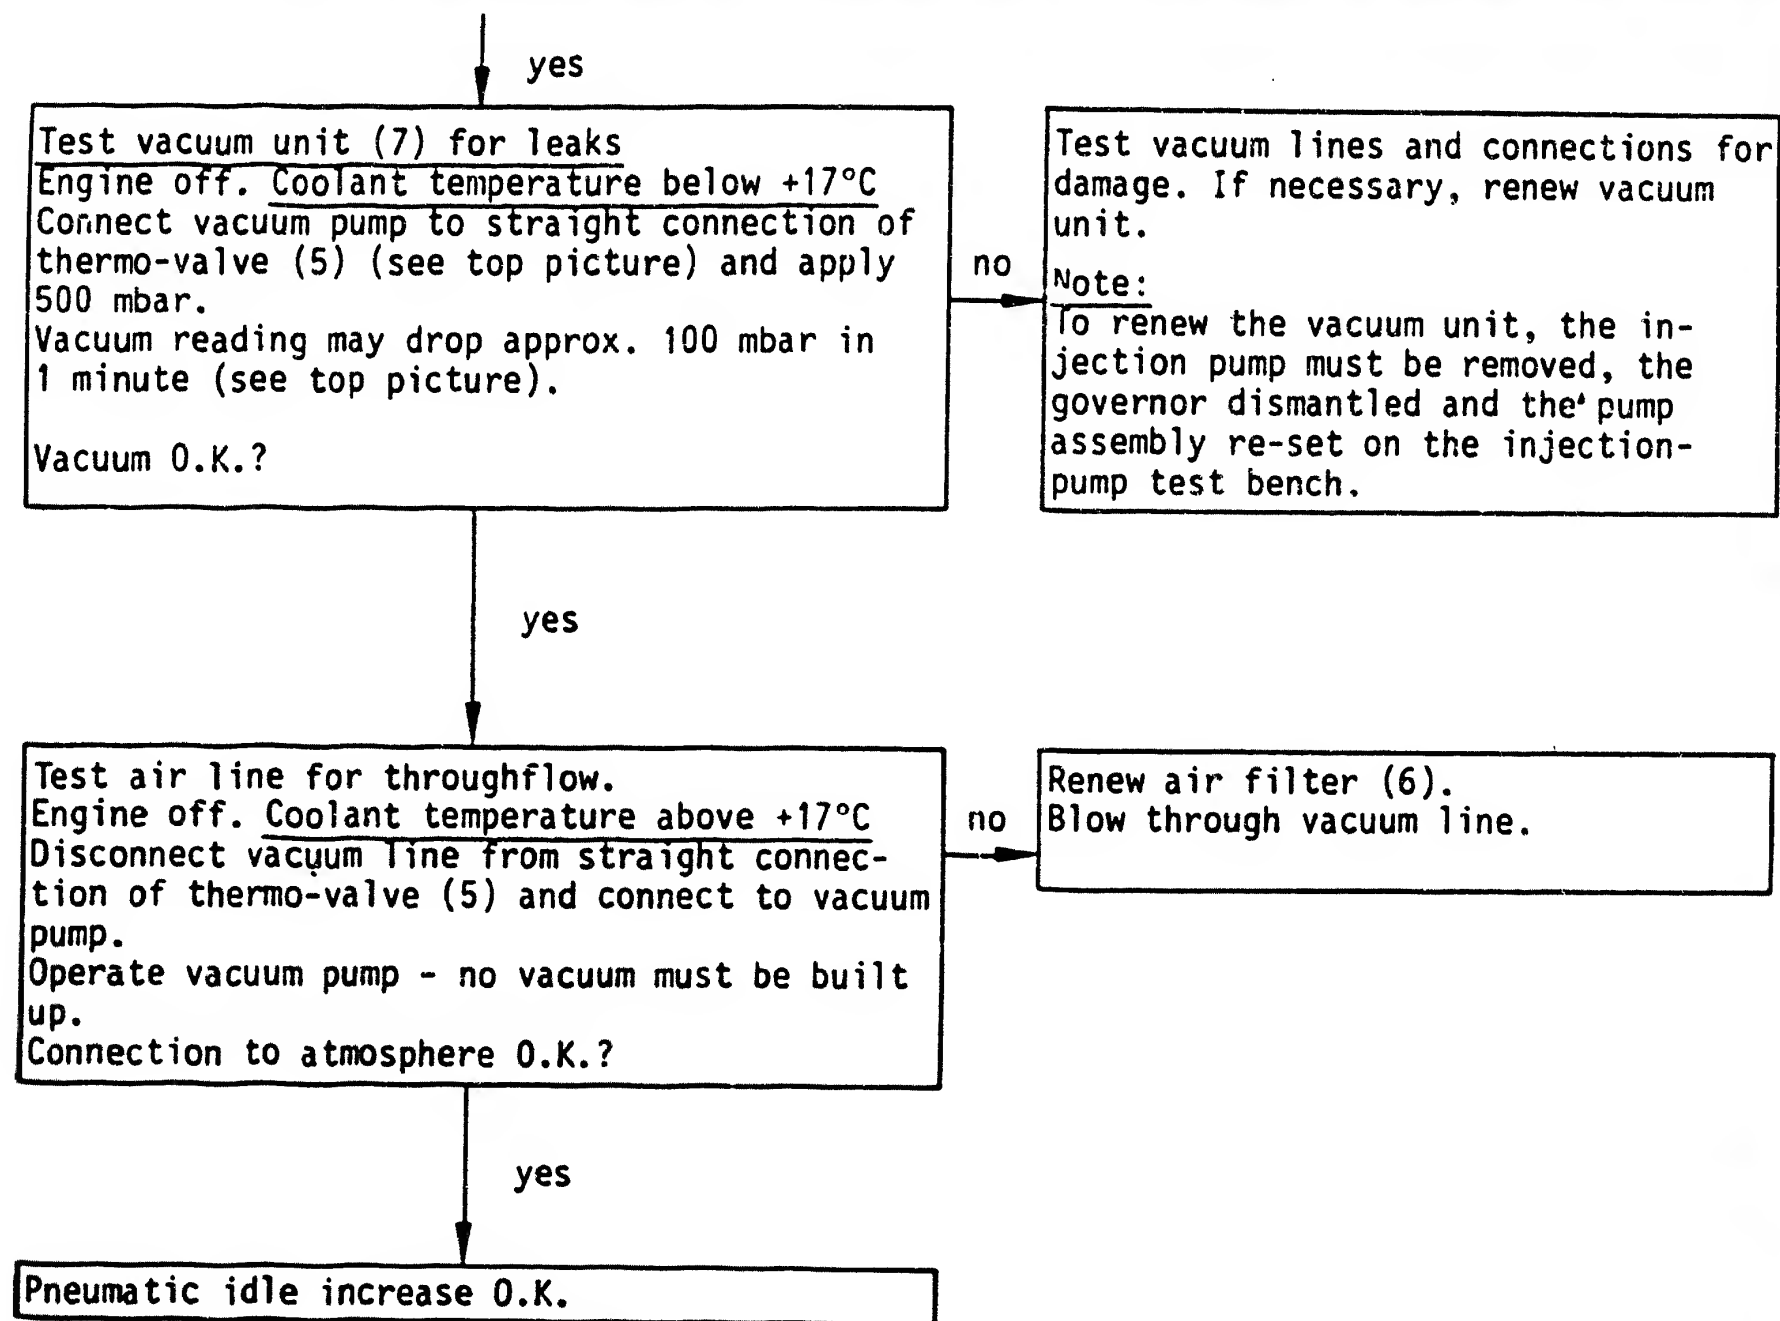 yes
Test vacuum unit (7) for leaks
Engine off. Coolant temperature below +17°C
Connect vacuum pump to straight connection of
thermo-valve (5) (see top picture) and apply
500 mbar.
Vacuum reading may drop approx. 100 mbar in
1 minute (see top picture).
Vacuum O.K.?
no
Test vacuum lines and connections for
damage. If necessary, renew vacuum
unit.
Note:
To renew the vacuum unit, the in-
jection pump must be removed, the
governor dismantled and the pump
assembly re-set on the injection-
pump test bench.
yes
Test air line for throughflow.
Engine off. Coolant temperature above +17°C
Disconnect vacuum line from straight connec-
tion of thermo-valve (5) and connect to vacuum
pump.
Operate vacuum pump - no vacuum must be built
up.
Connection to atmosphere O.K.?
no
Renew air filter (6).
Blow through vacuum line.
yes
Pneumatic idle increase O.K.